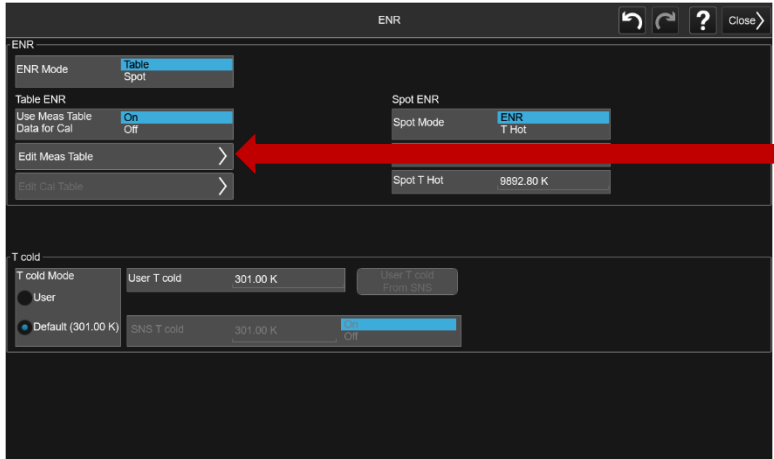 ENR
Close
ENR
ENR Mode
Table
Spot
Table ENR
Use Meas Table
Data for Cal
On
Off
Edit Meas Table
Edit Cal Table
Spot ENR
Spot Mode
ENR
T Hot
Spot T Hot
9892.80 K
T cold
T cold Mode
User
Default (301.00 K)
User T cold
301.00 K
User T cold
From SNS
SNS T cold
301.00 K
On
Off